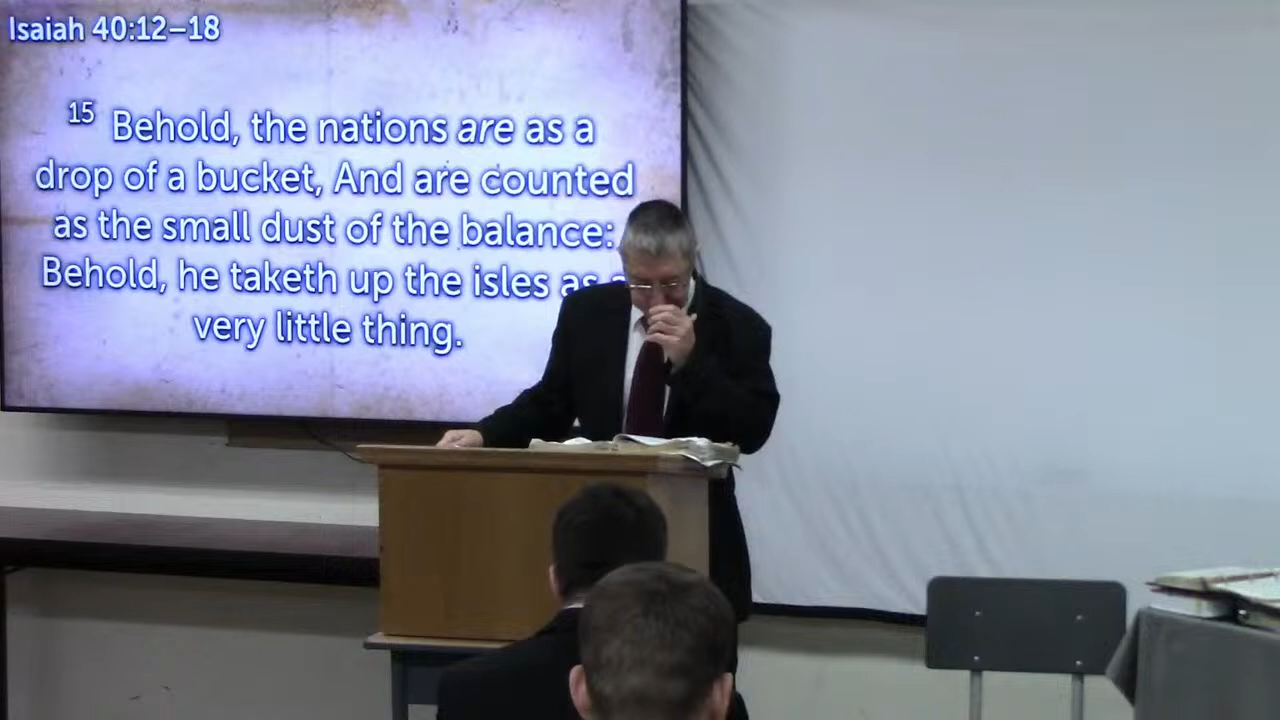 Isaiah 40:12–18
15 Behold, the nations are as a
drop of a bucket, And are counted
as the small dust of the balance:
Behold, he taketh up the isles as a
very little thing.